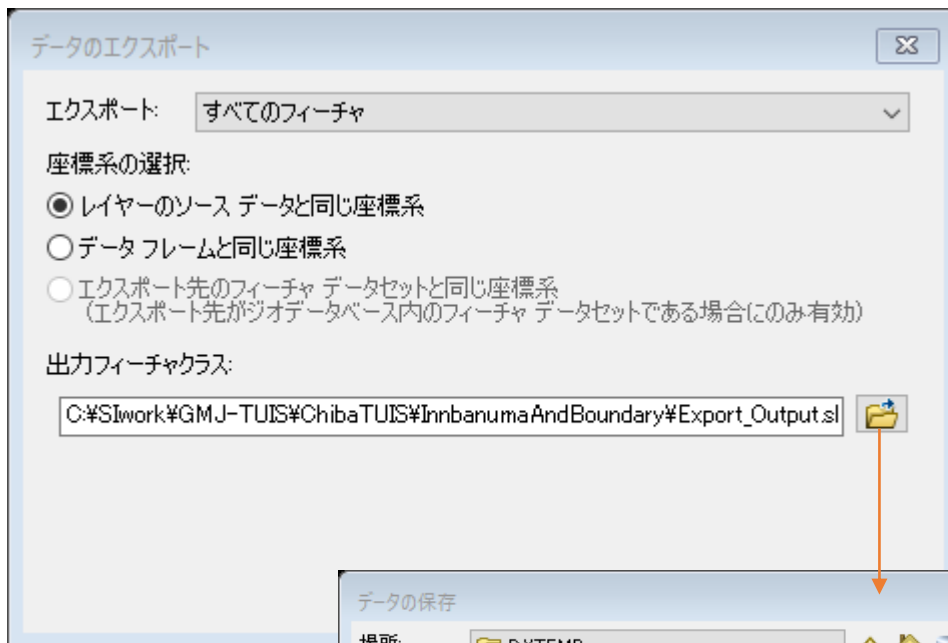 データのエクスポート
エクスポート: すべてのフィーチャ
座標系の選択:
レイヤーのソース データと同じ座標系
データ フレームと同じ座標系
エクスポート先のフィーチャ データセットと同じ座標系
(エクスポート先がジオデータベース内のフィーチャ データセットである場合にのみ有効)
出力フィーチャクラス:
C:¥SIwork¥GMJ-TUIS¥ChibaTUIS¥InnbanumaAndBoundary¥Export_Output.sl
データの保存
場所: